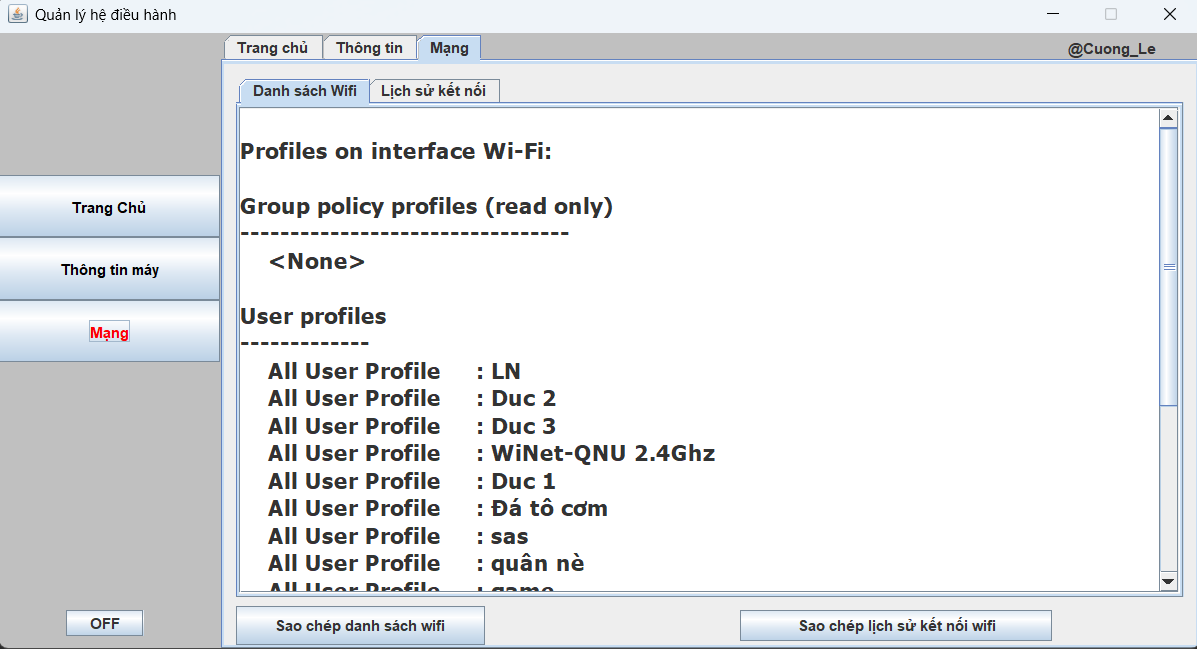 Quản lý hệ điều hành
Trang chủ
Thông tin
Mạng
@Cuong_Le
Danh sách Wifi
Lịch sử kết nối
Trang Chủ
Thông tin máy
Mạng
OFF
Profiles on interface Wi-Fi:
Group policy profiles (read only)
---------------------------------
<None>
User profiles
-------------
All User Profile : LN
All User Profile : Duc 2
All User Profile : Duc 3
All User Profile : WiNet-QNU 2.4Ghz
All User Profile : Duc 1
All User Profile : Đá tô cơm
All User Profile : sas
All User Profile : quân nè
All User Profile : game
Sao chép danh sách wifi
Sao chép lịch sử kết nối wifi